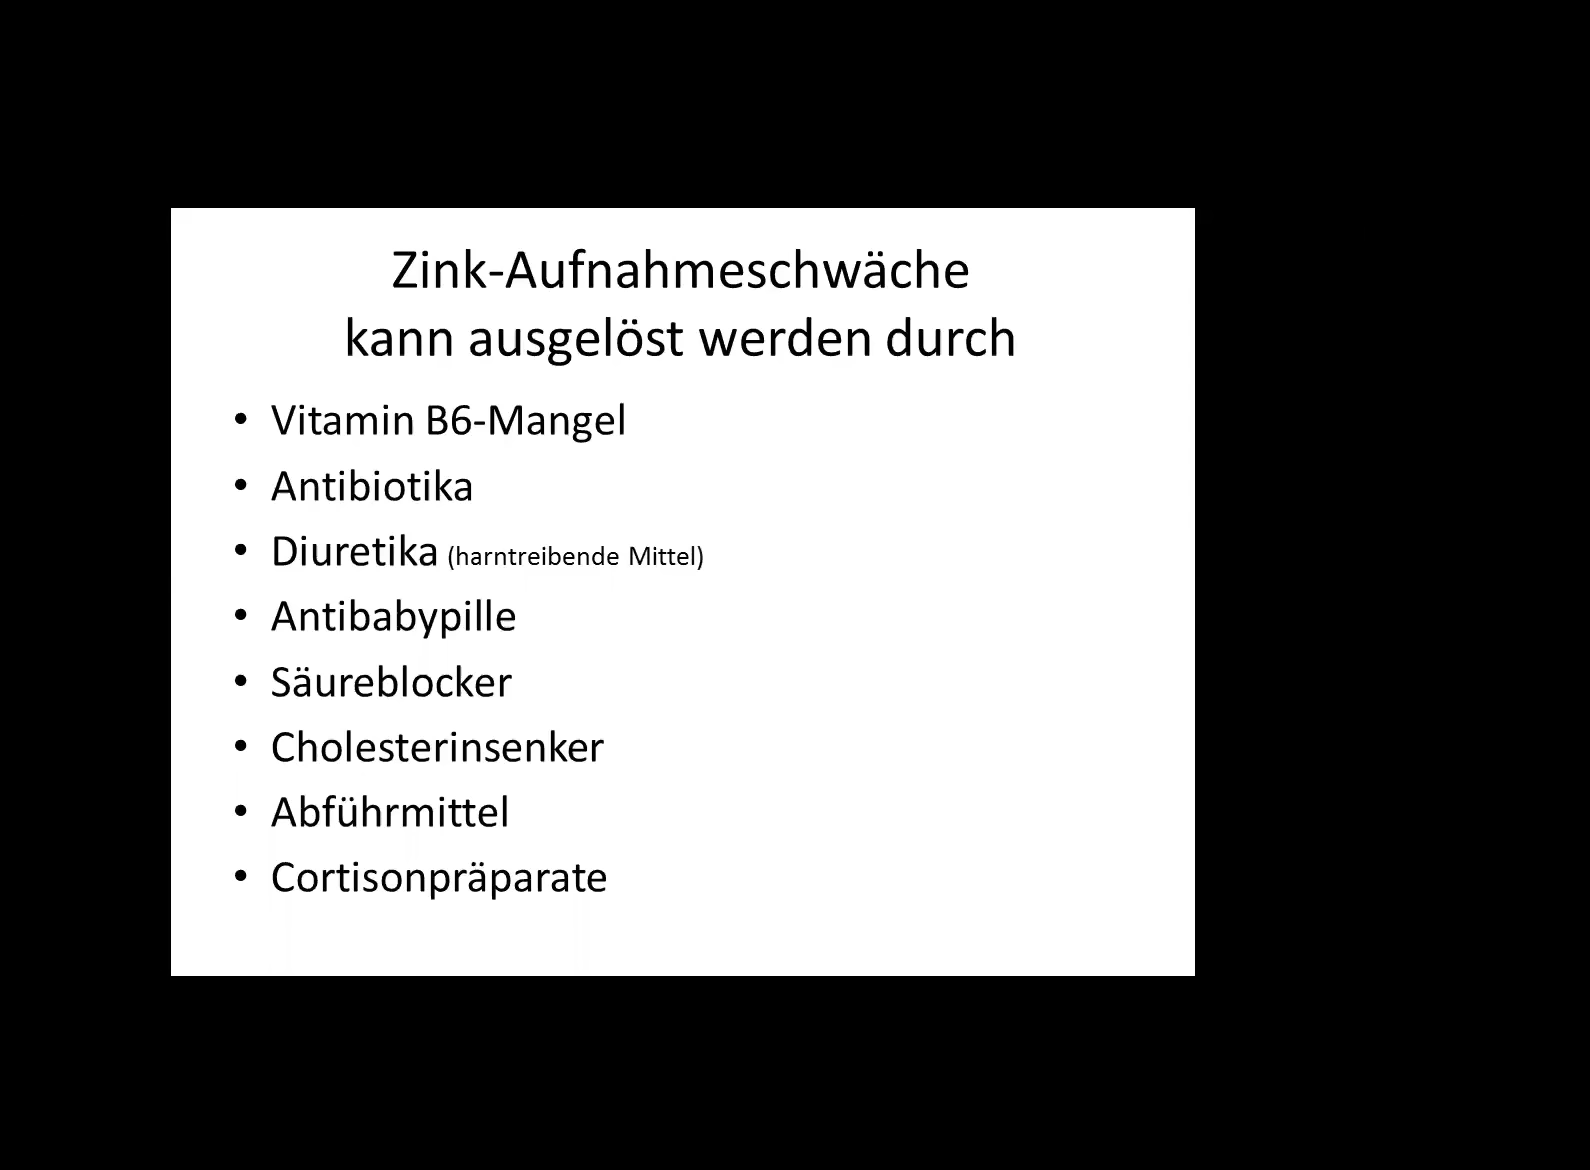 Zink-Aufnahmeschwäche
kann ausgelöst werden durch
• Vitamin B6-Mangel
• Antibiotika
• Diuretika (harntreibende Mittel)
• Antibabypille
• Säureblocker
• Cholesterinsenker
• Abführmittel
• Cortisonpräparate